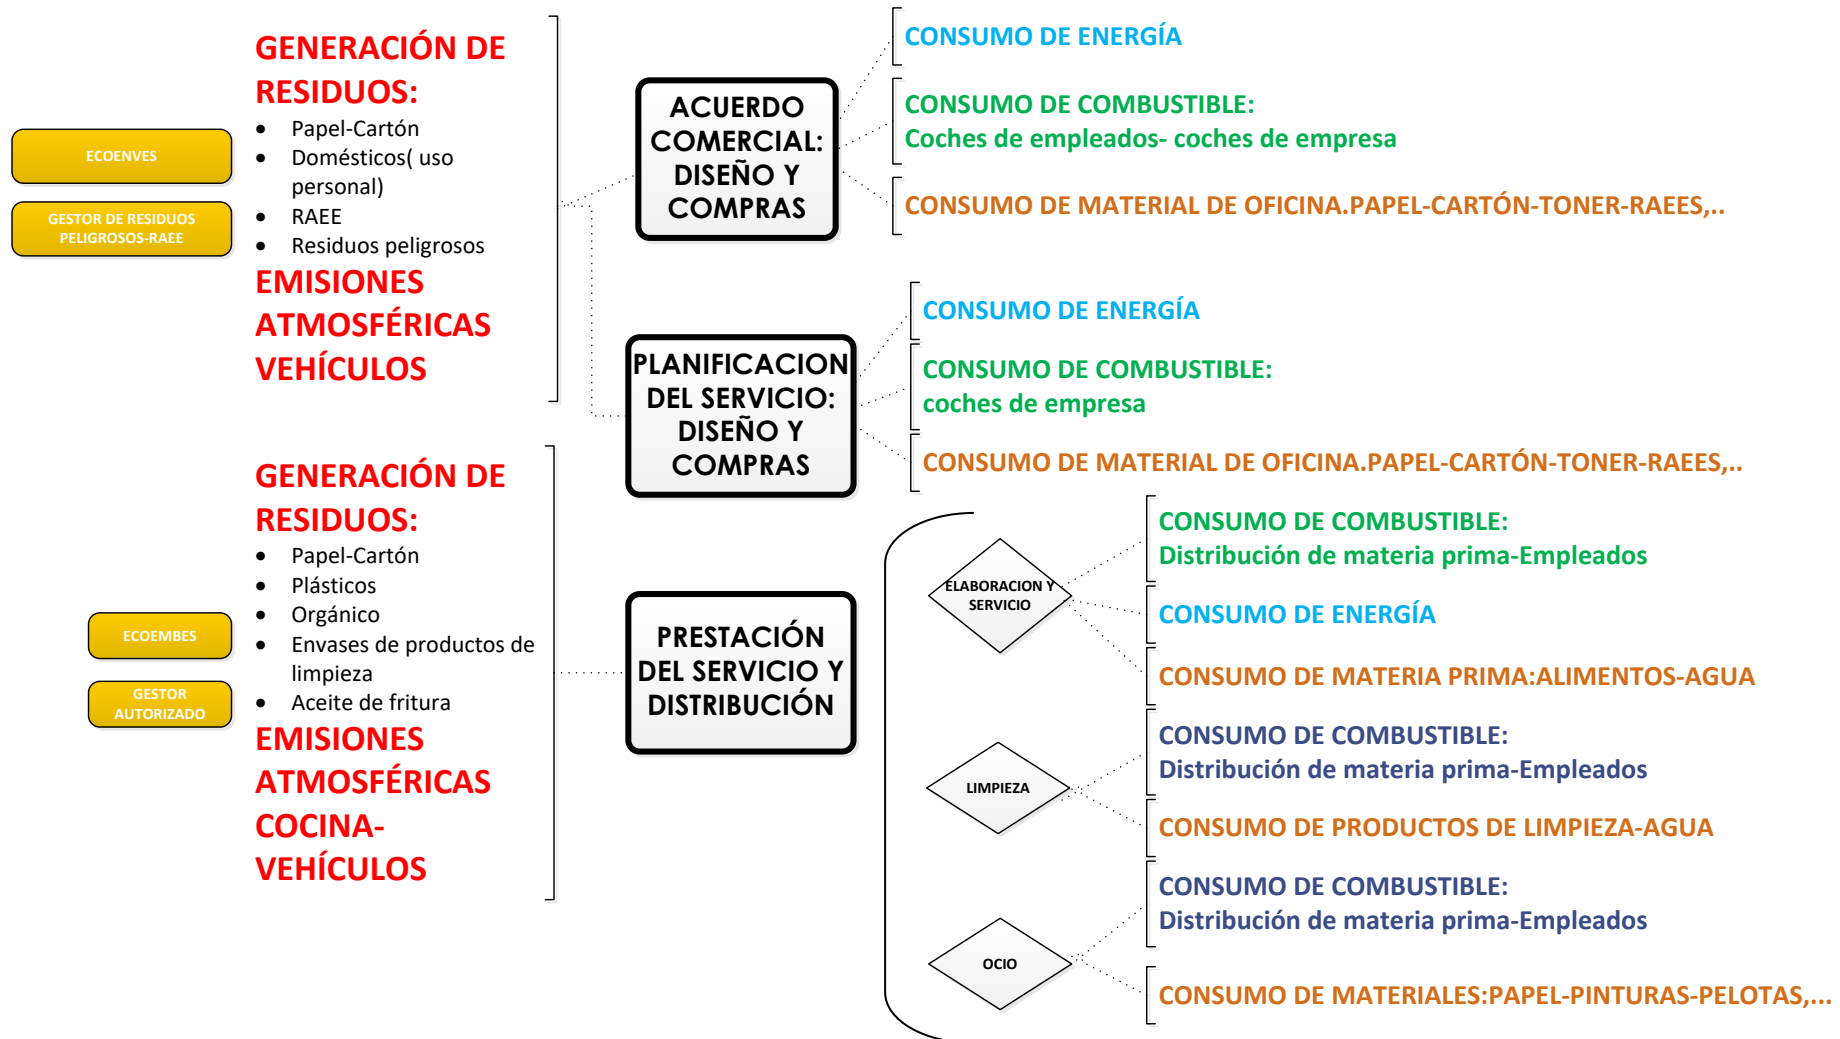 ECOENVES
GESTOR DE RESIDUOS
PELIGROSOS-RAEE
GENERACIÓN DE
RESIDUOS:
• Papel-Cartón
• Domésticos( uso
personal)
• RAEE
• Residuos peligrosos
EMISIONES
ATMOSFÉRICAS
VEHÍCULOS
ACUERDO
COMERCIAL:
DISEÑO Y
COMPRAS
CONSUMO DE ENERGÍA
CONSUMO DE COMBUSTIBLE:
Coches de empleados- coches de empresa
CONSUMO DE MATERIAL DE OFICINA.PAPEL-CARTÓN-TONER-RAEES,..
PLANIFICACION
DEL SERVICIO:
DISEÑO Y
COMPRAS
CONSUMO DE ENERGÍA
CONSUMO DE COMBUSTIBLE:
coches de empresa
CONSUMO DE MATERIAL DE OFICINA.PAPEL-CARTÓN-TONER-RAEES,..
ECOEMBES
GESTOR
AUTORIZADO
GENERACIÓN DE
RESIDUOS:
• Papel-Cartón
• Plásticos
• Orgánico
• Envases de productos de
limpieza
• Aceite de fritura
EMISIONES
ATMOSFÉRICAS
COCINA-
VEHÍCULOS
PRESTACIÓN
DEL SERVICIO Y
DISTRIBUCIÓN
ELABORACION Y
SERVICIO
CONSUMO DE COMBUSTIBLE:
Distribución de materia prima-Empleados
CONSUMO DE ENERGÍA
CONSUMO DE MATERIA PRIMA:ALIMENTOS-AGUA
LIMPIEZA
CONSUMO DE COMBUSTIBLE:
Distribución de materia prima-Empleados
CONSUMO DE PRODUCTOS DE LIMPIEZA-AGUA
OCIO
CONSUMO DE COMBUSTIBLE:
Distribución de materia prima-Empleados
CONSUMO DE MATERIALES:PAPEL-PINTURAS-PELOTAS,...